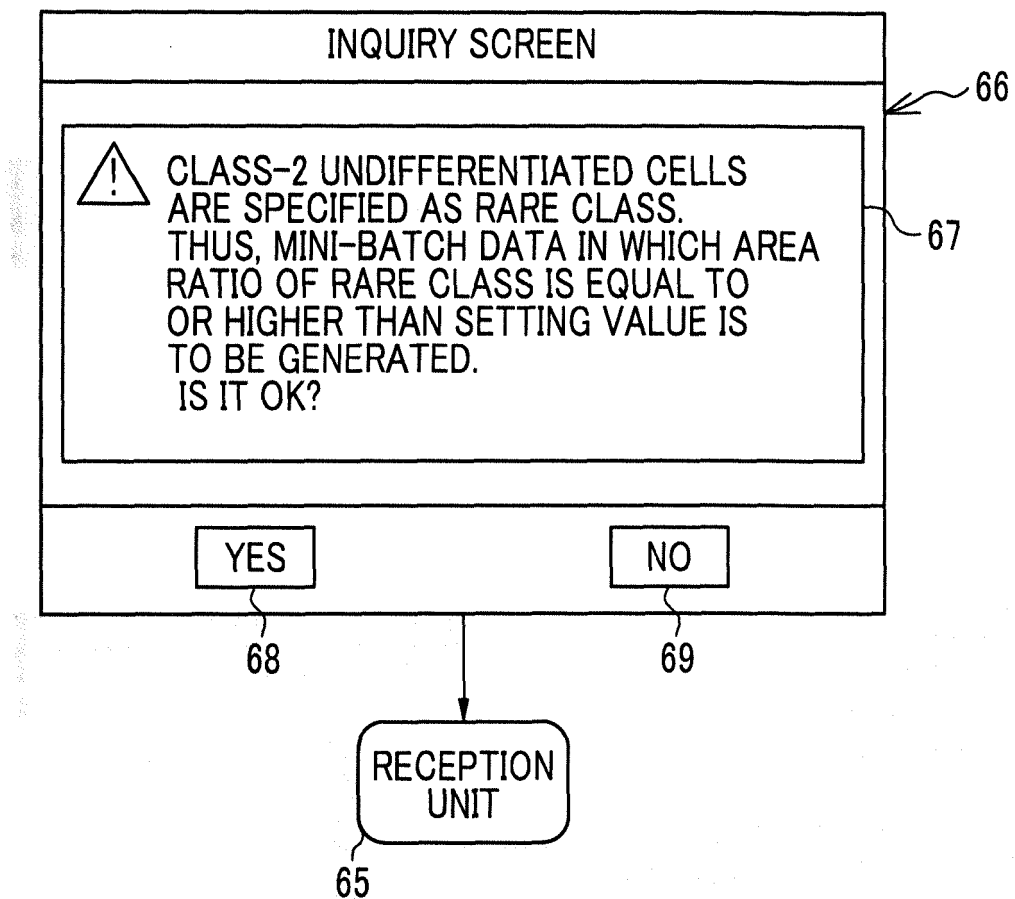 INQUIRY SCREEN
66
!
CLASS-2 UNDIFFERENTIATED CELLS
ARE SPECIFIED AS RARE CLASS.
THUS, MINI-BATCH DATA IN WHICH AREA
RATIO OF RARE CLASS IS EQUAL TO
OR HIGHER THAN SETTING VALUE IS
TO BE GENERATED.
IS IT OK?
67
YES
NO
68
69
RECEPTION
UNIT
65